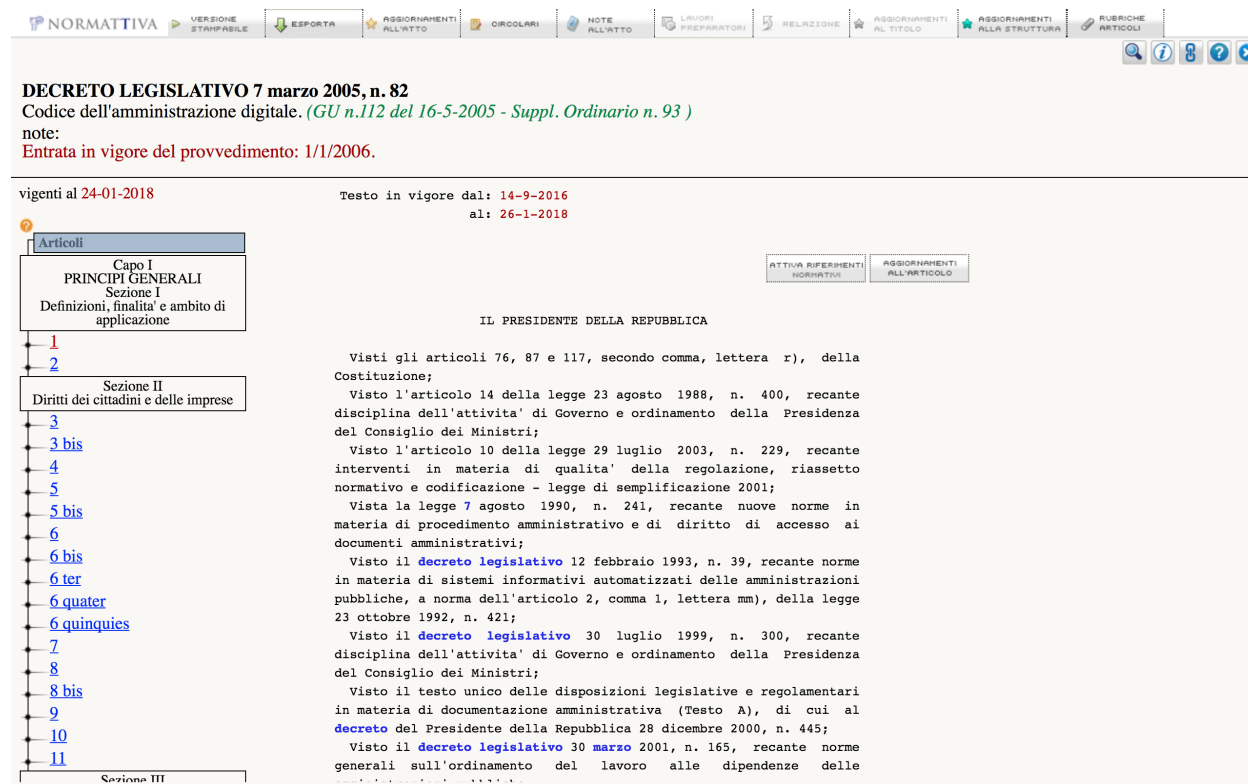 NORMATTIVA
VERSIONE STAMPABILE
ESPORTA
AGGIORNAMENTI ALL'ATTO
CIRCOLARI
NOTE ALL'ATTO
LAVORI PREPARATORI
RELAZIONE
AGGIORNAMENTI AL TITOLO
AGGIORNAMENTI ALLA STRUTTURA
RUBRICHE ARTICOLI
DECRETO LEGISLATIVO 7 marzo 2005, n. 82
Codice dell'amministrazione digitale. (GU n.112 del 16-5-2005 - Suppl. Ordinario n. 93 )
note:
Entrata in vigore del provvedimento: 1/1/2006.
vigenti al 24-01-2018
Articoli
Capo I
PRINCIPI GENERALI
Sezione I
Definizioni, finalita' e ambito di
applicazione
1
2
Sezione II
Diritti dei cittadini e delle imprese
3
3 bis
4
5
5 bis
6
6 bis
6 ter
6 quater
6 quinquies
7
8
8 bis
9
10
11
Sezione III
Testo in vigore dal: 14-9-2016
al: 26-1-2018
ATTIVA RIFERIMENTI NORMATIVI
AGGIORNAMENTI ALL'ARTICOLO
IL PRESIDENTE DELLA REPUBBLICA
Visti gli articoli 76, 87 e 117, secondo comma, lettera r), della
Costituzione;
Visto l'articolo 14 della legge 23 agosto 1988, n. 400, recante
disciplina dell'attivita' di Governo e ordinamento della Presidenza
del Consiglio dei Ministri;
Visto l'articolo 10 della legge 29 luglio 2003, n. 229, recante
interventi in materia di qualita' della regolazione, riassetto
normativo e codificazione - legge di semplificazione 2001;
Vista la legge 7 agosto 1990, n. 241, recante nuove norme in
materia di procedimento amministrativo e di diritto di accesso ai
documenti amministrativi;
Visto il decreto legislativo 12 febbraio 1993, n. 39, recante norme
in materia di sistemi informativi automatizzati delle amministrazioni
pubbliche, a norma dell'articolo 2, comma 1, lettera mm), della legge
23 ottobre 1992, n. 421;
Visto il decreto legislativo 30 luglio 1999, n. 300, recante
disciplina dell'attivita' di Governo e ordinamento della Presidenza
del Consiglio dei Ministri;
Visto il testo unico delle disposizioni legislative e regolamentari
in materia di documentazione amministrativa (Testo A), di cui al
decreto del Presidente della Repubblica 28 dicembre 2000, n. 445;
Visto il decreto legislativo 30 marzo 2001, n. 165, recante norme
generali sull'ordinamento del lavoro alle dipendenze delle